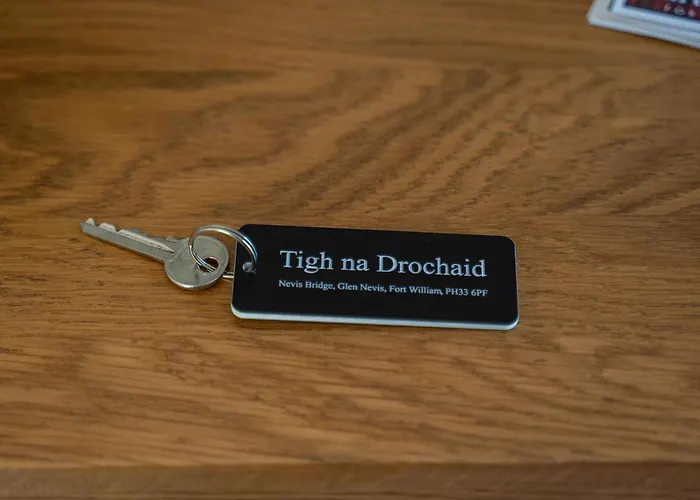 Tigh na Drochaid
Nevis Bridge, Glen Nevis, Fort William, PH33 6PF